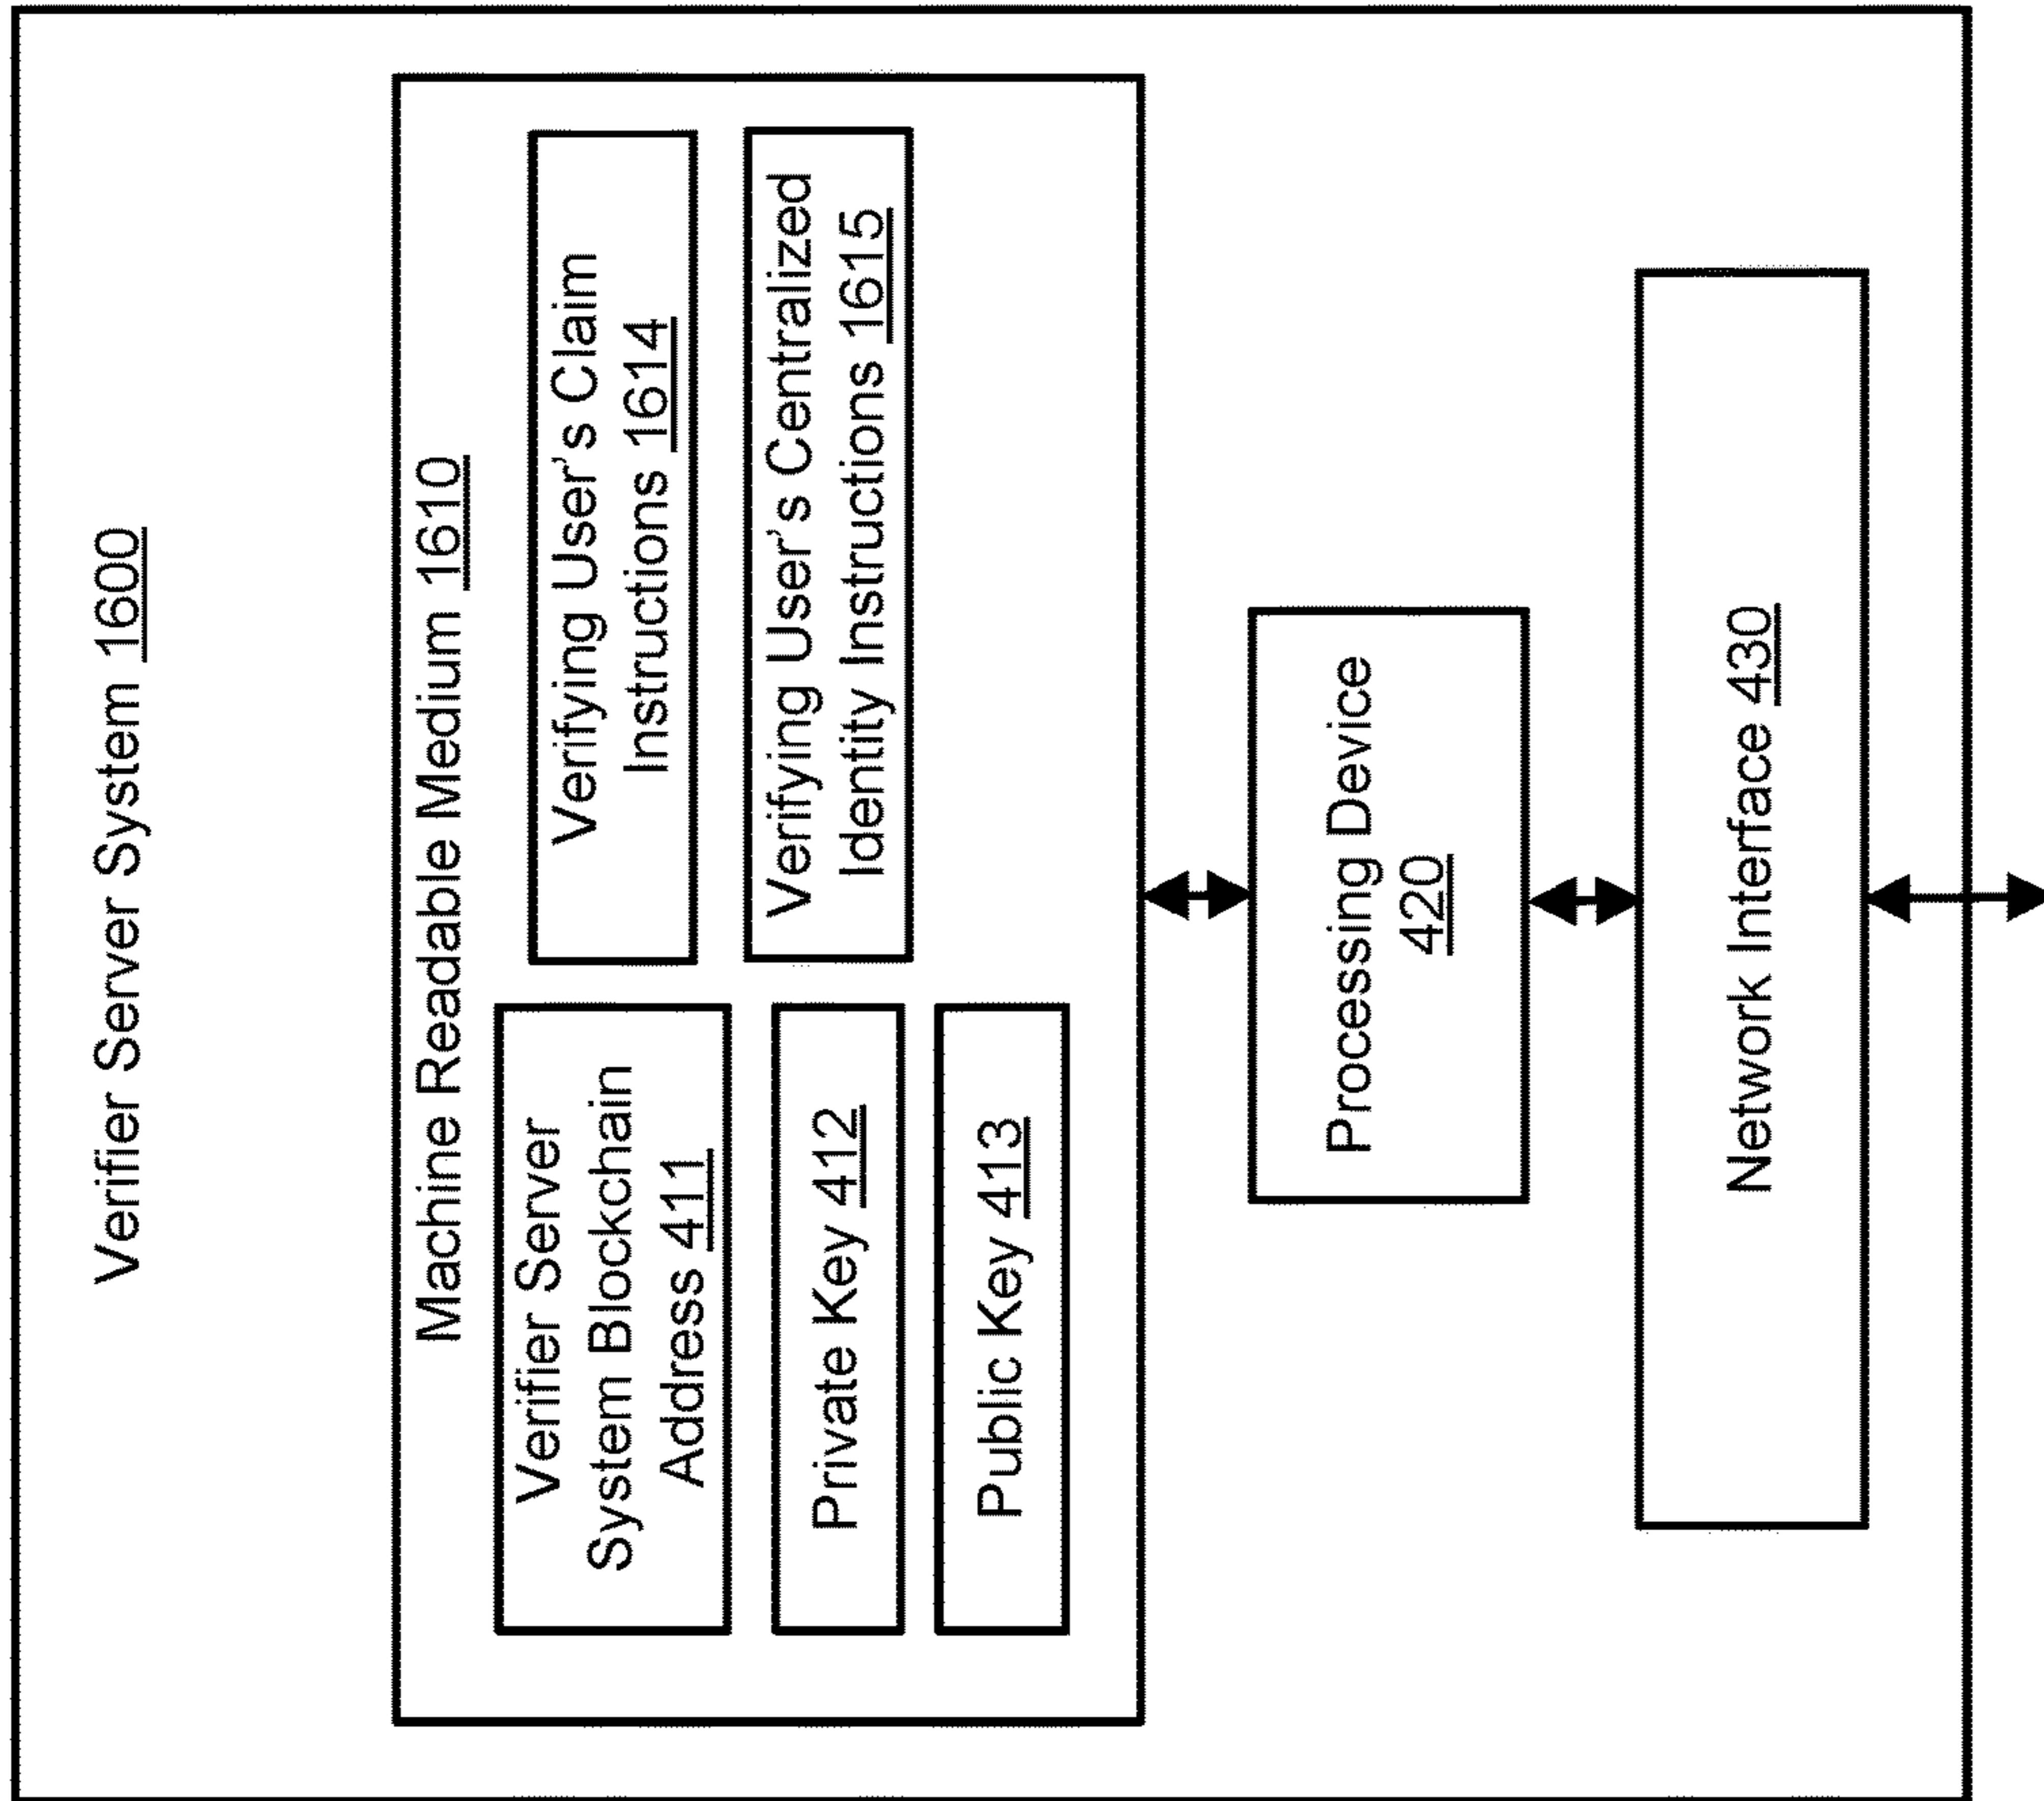 Verifier Server System 1600
Machine Readable Medium 1610
Verifier Server
System Blockchain
Address 411
Private Key 412
Public Key 413
Verifying User's Claim
Instructions 1614
Verifying User's Centralized
Identity Instructions 1615
Processing Device
420
Network Interface 430